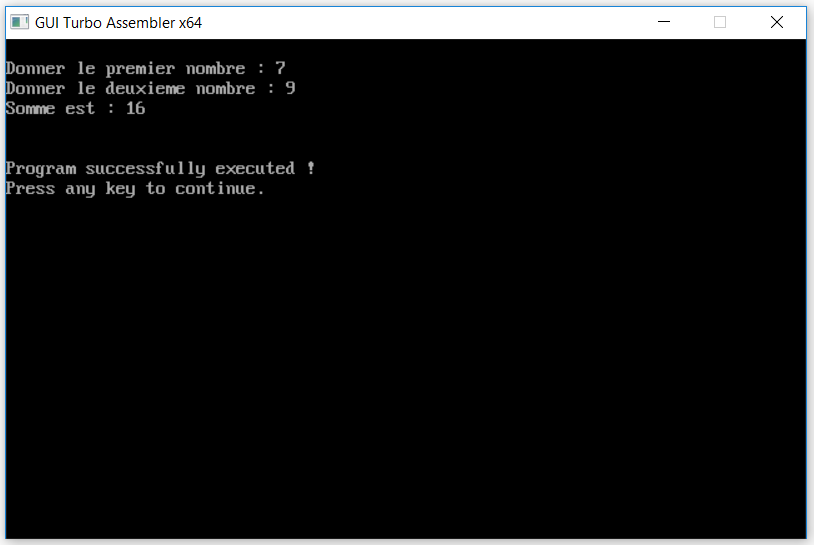 GUI Turbo Assembler x64
Donner le premier nombre : 7
Donner le deuxieme nombre : 9
Somme est : 16
Program successfully executed !
Press any key to continue.